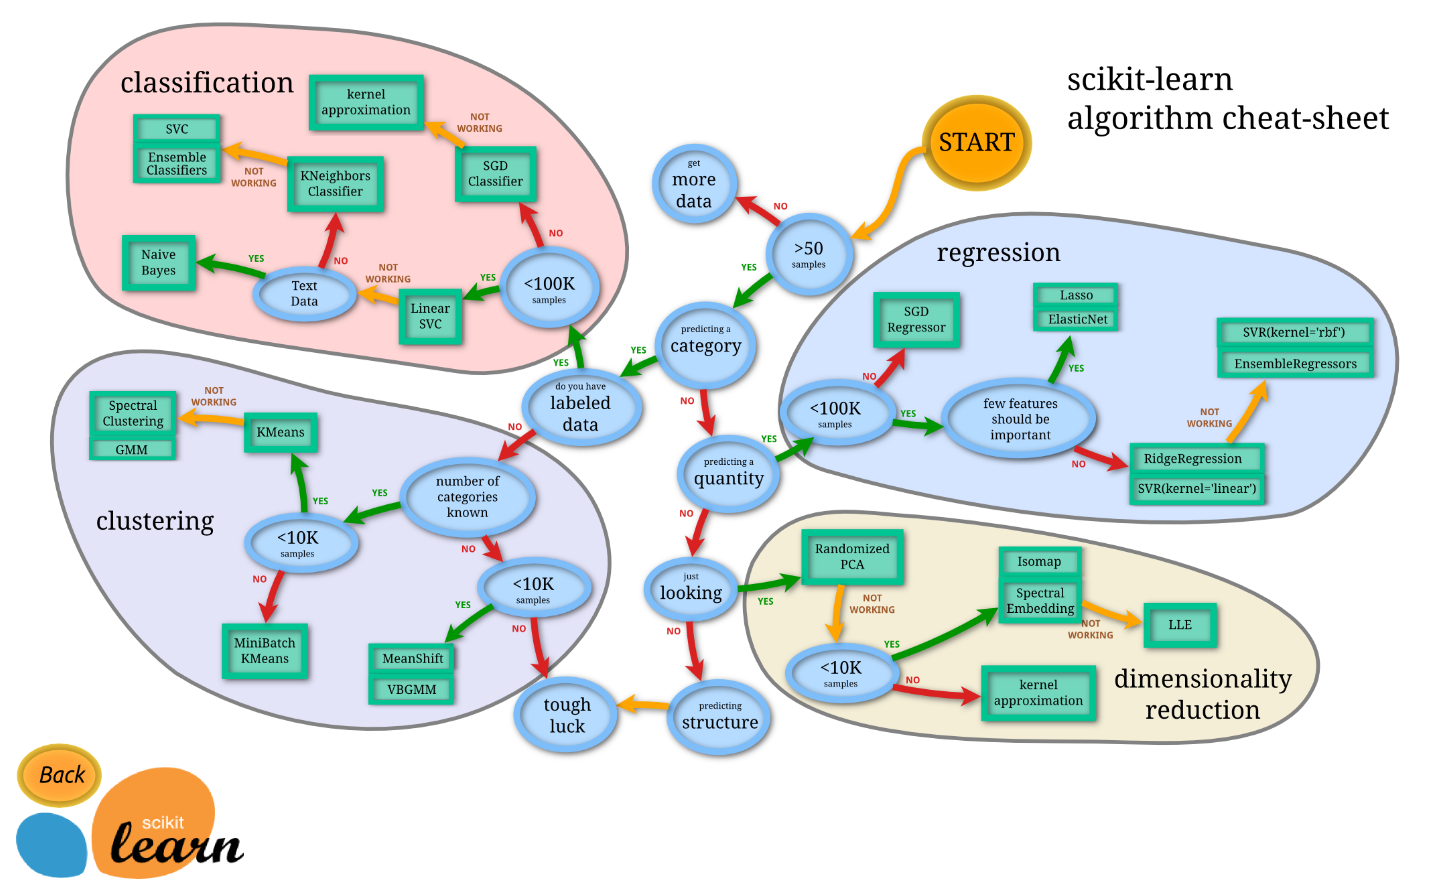 scikit-learn
algorithm cheat-sheet
START
get
more
data
NO
>50
samples
YES
predicting a
category
YES
NO
do you have
labeled
data
YES
NO
predicting a
quantity
YES
NO
just
looking
YES
NO
predicting
structure
tough
luck
classification
kernel
approximation
NOT
WORKING
SVC
Ensemble
Classifiers
NOT
WORKING
KNeighbors
Classifier
SGD
Classifier
NO
Naive
Bayes
YES
NO
Text
Data
NOT
WORKING
Linear
SVC
YES
<100K
samples
regression
SGD
Regressor
Lasso
ElasticNet
SVR(kernel='rbf')
EnsembleRegressors
NO
YES
<100K
samples
YES
few features
should be
important
NOT
WORKING
NO
RidgeRegression
SVR(kernel='linear')
clustering
Spectral
Clustering
GMM
NOT
WORKING
KMeans
YES
YES
number of
categories
known
<10K
samples
NO
NO
<10K
samples
YES
NO
MiniBatch
KMeans
MeanShift
VBGMM
dimensionality
reduction
Randomized
PCA
NOT
WORKING
Isomap
Spectral
Embedding
NOT
WORKING
LLE
YES
<10K
samples
NO
kernel
approximation
Back
scikit
learn